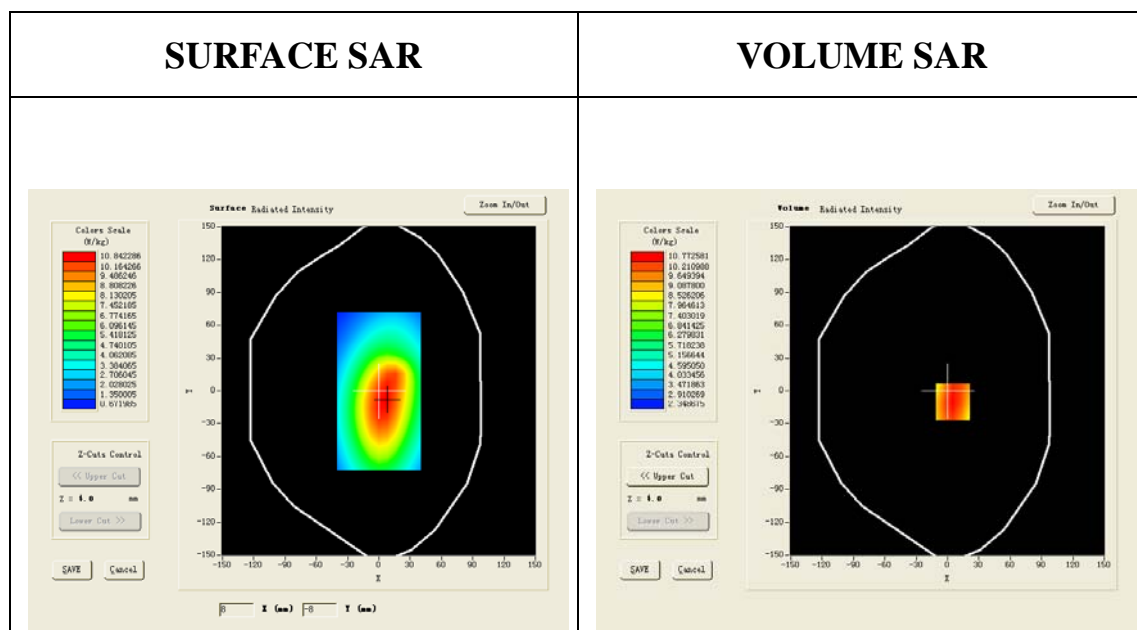 SURFACE SAR
VOLUME SAR
Surface Radiated Intensity
Zoom In/Out
Colors Scale
(W/kg)
10.842286
10.164266
9.486246
8.808226
8.130205
7.452185
6.774165
6.096145
5.418125
4.740105
4.062085
3.384065
2.706045
2.028025
1.350005
0.671985
150
120
90
60
30
0
-30
-60
-90
-120
-150
Y
-150 -120 -90 -60 -30 0 30 60 90 120 150
X
Z-Cuts Control
<< Upper Cut
Z = 4.0 mm
Lower Cut >>
SAVE Cancel
8 X (mm) -8 Y (mm)
Volume Radiated Intensity
Zoom In/Out
Colors Scale
(W/kg)
10.772581
10.210988
9.649394
9.087800
8.526206
7.964613
7.403019
6.841425
6.279831
5.718238
5.156644
4.595050
4.033456
3.471863
2.910269
2.348675
150
120
90
60
30
0
-30
-60
-90
-120
-150
Y
-150 -120 -90 -60 -30 0 30 60 90 120 150
X
Z-Cuts Control
<< Upper Cut
Z = 4.0 mm
Lower Cut >>
SAVE Cancel